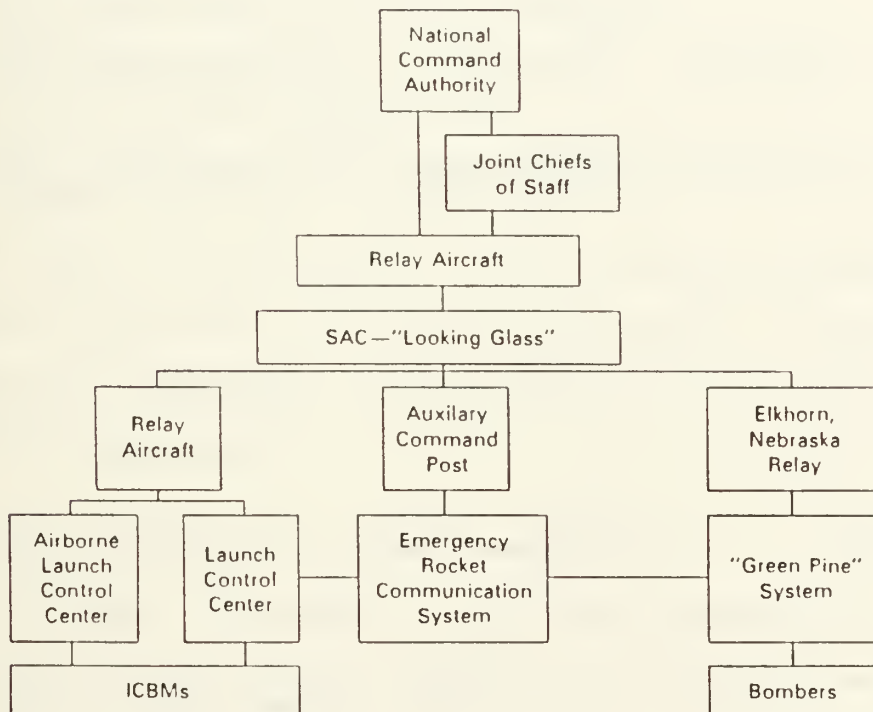 National
Command
Authority
Joint Chiefs
of Staff
Relay Aircraft
SAC—"Looking Glass"
Relay
Aircraft
Auxilary
Command
Post
Elkhorn,
Nebraska
Relay
Airborne
Launch
Control
Center
Launch
Control
Center
Emergency
Rocket
Communication
System
"Green Pine"
System
ICBMs
Bombers